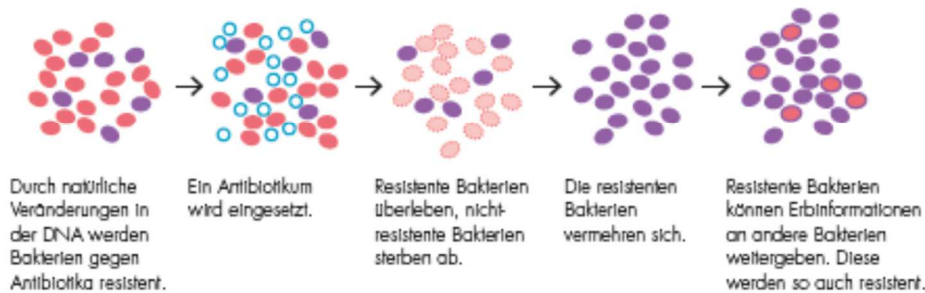 Durch natürliche
Veränderungen in
der DNA werden
Bakterien gegen
Antibiotika resistent.
Ein Antibiotikum
wird eingesetzt.
Resistente Bakterien
überleben, nicht-
resistente Bakterien
sterben ab.
Die resistenten
Bakterien
vermehren sich.
Resistente Bakterien
können Erbinformationen
an andere Bakterien
weitergeben. Diese
werden so auch resistent.